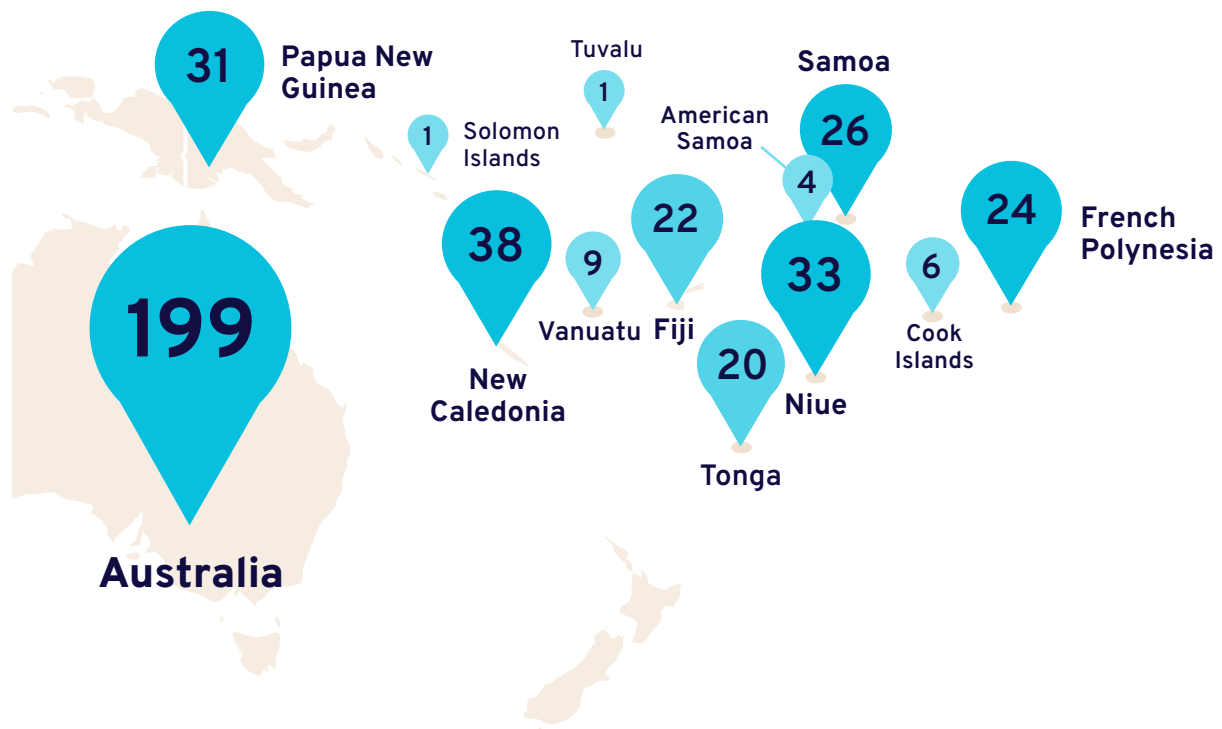 31
Papua New
Guinea
1
Solomon
Islands
Tuvalu
1
Samoa
26
American
Samoa
4
24
French
Polynesia
199
Australia
38
New
Caledonia
9
Vanuatu
22
Fiji
33
Niue
6
Cook
Islands
20
Tonga